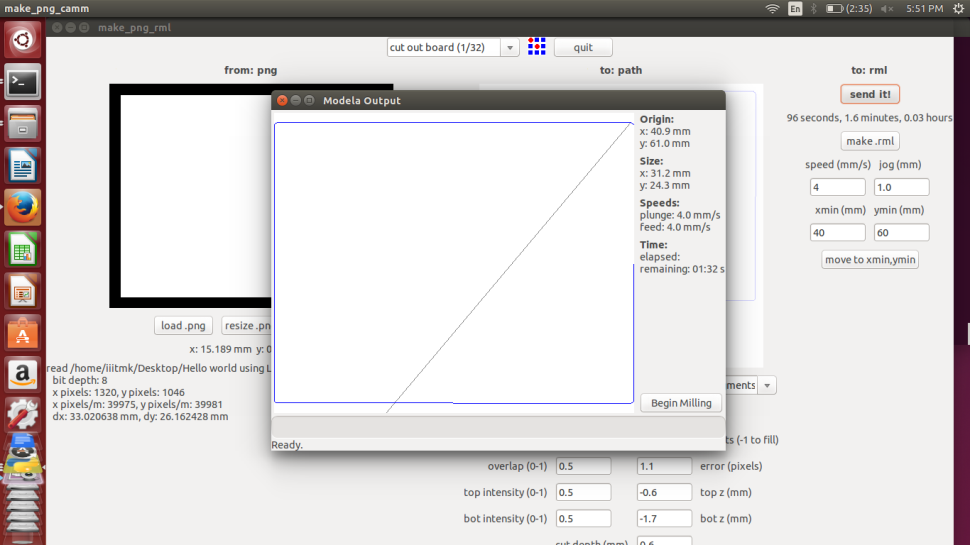 make_png_camm
En
(2:35)
5:51 PM
make_png_rml
cut out board (1/32)
quit
from: png
to: path
to: rml
send it!
96 seconds, 1.6 minutes, 0.03 hours
make .rml
speed (mm/s) jog (mm)
4
1.0
xmin (mm) ymin (mm)
40
60
move to xmin,ymin
Modela Output
Origin:
x: 40.9 mm
y: 61.0 mm
Size:
x: 31.2 mm
y: 24.3 mm
Speeds:
plunge: 4.0 mm/s
feed: 4.0 mm/s
Time:
elapsed:
remaining: 01:32 s
Begin Milling
Ready.
load .png
resize .pn
x: 15.189 mm y: 0
read /home/iiitmk/Desktop/Hello world using L
bit depth: 8
x pixels: 1320, y pixels: 1046
x pixels/m: 39975, y pixels/m: 39981
dx: 33.020638 mm, dy: 26.162428 mm
ments
ts (-1 to fill)
overlap (0-1) 0.5 1.1 error (pixels)
top intensity (0-1) 0.5 -0.6 top z (mm)
bot intensity (0-1) 0.5 -1.7 bot z (mm)
cut depth (mm) 0.6